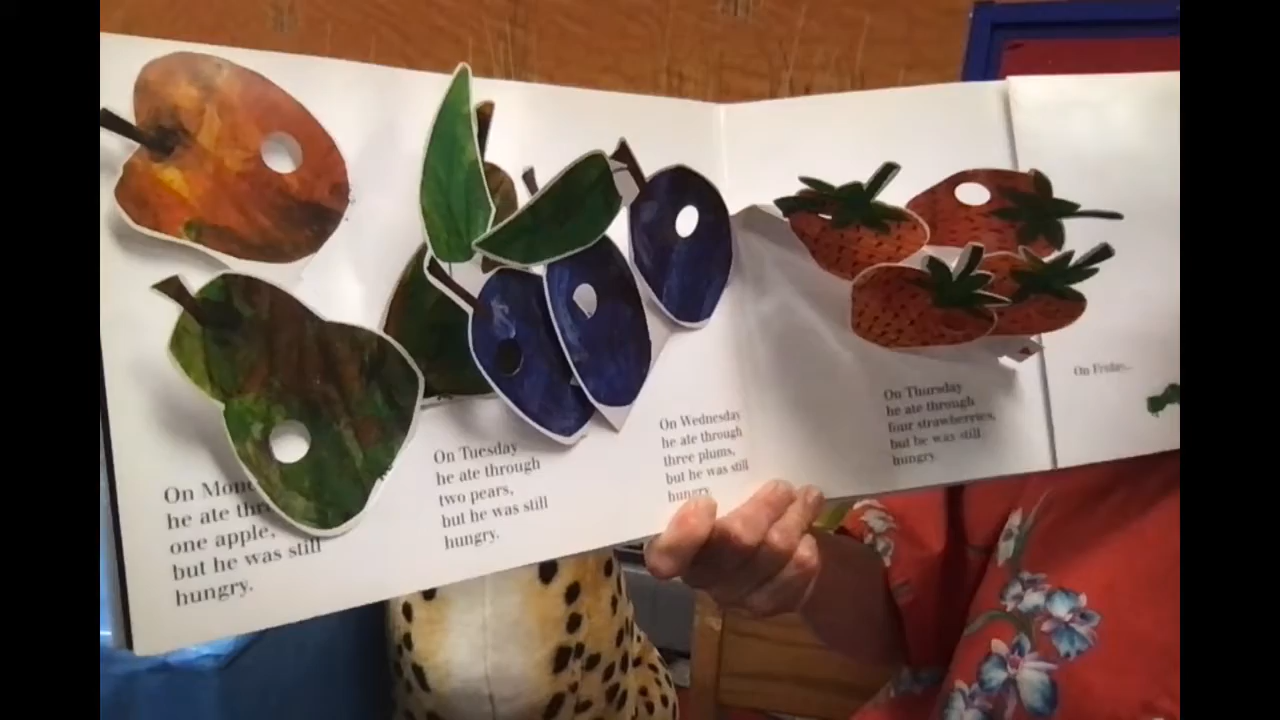 On Mon
he ate thr
one apple,
but he was still
hungry.
On Tuesday
he ate through
two pears,
but he was still
hungry.
On Wednesday
he ate through
three plums,
but he was still
hungry.
On Thursday
he ate through
four strawberries,
but he was still
hungry.
On Friday...